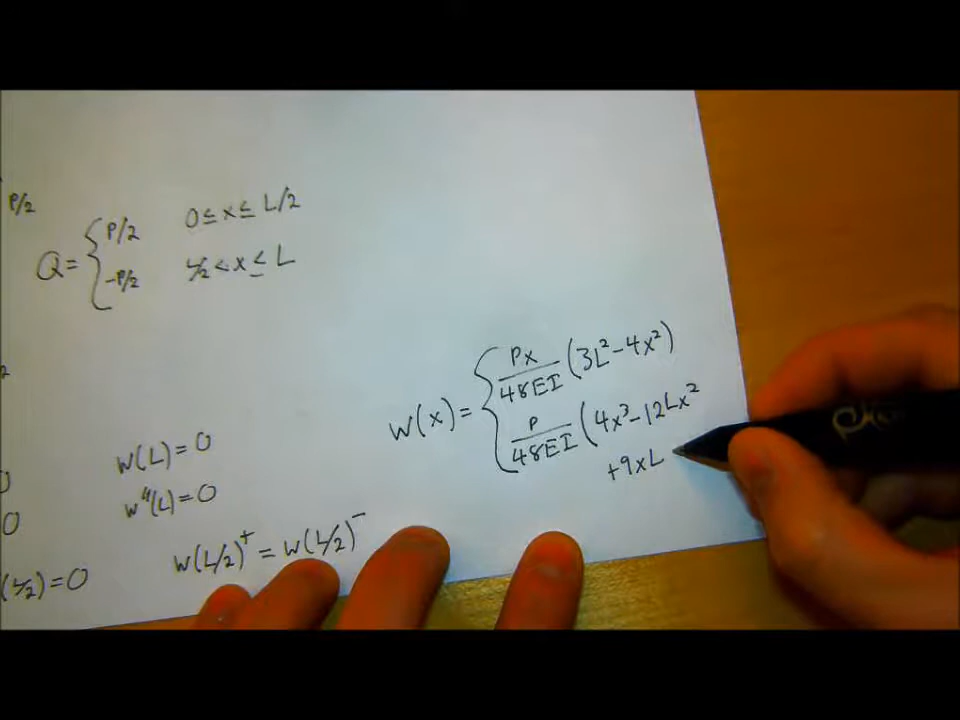 P/2
Q= { P/2 0≤x≤L/2
-P/2 L/2<x≤L
W(x)= { Px/48EI (3L²-4x²)
P/48EI (4x³-12Lx²
+9xL
W(L)=0
w"(L)=0
W(L/2)⁺=W(L/2)⁻
(L/2)=0